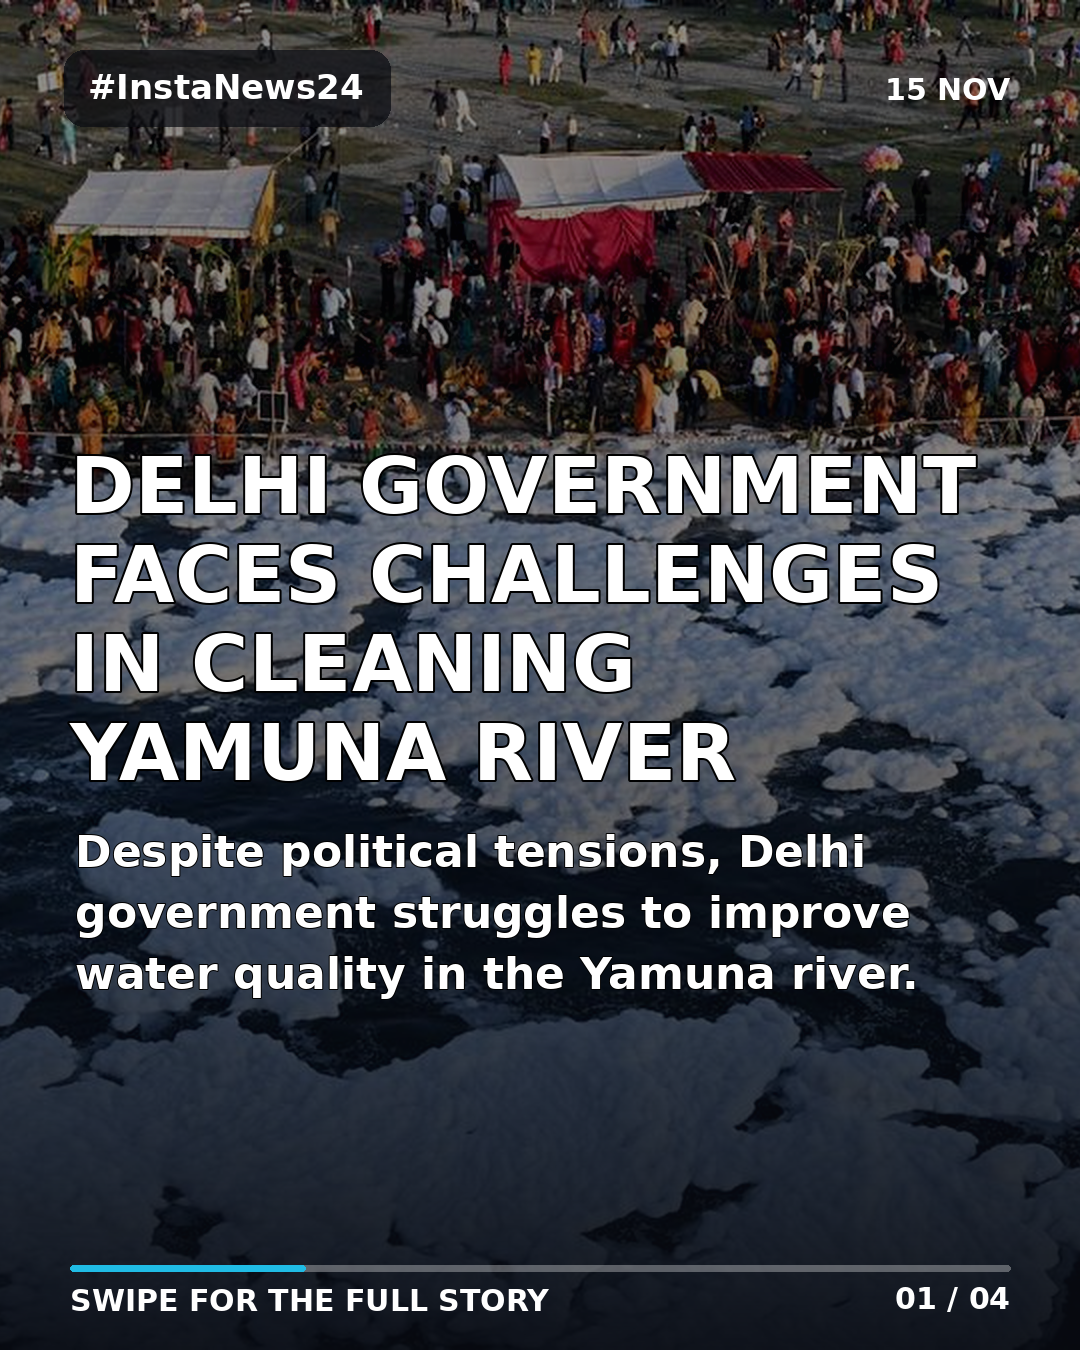 #InstaNews24
15 NOV
DELHI GOVERNMENT
FACES CHALLENGES
IN CLEANING
YAMUNA RIVER
Despite political tensions, Delhi
government struggles to improve
water quality in the Yamuna river.
SWIPE FOR THE FULL STORY
01 / 04